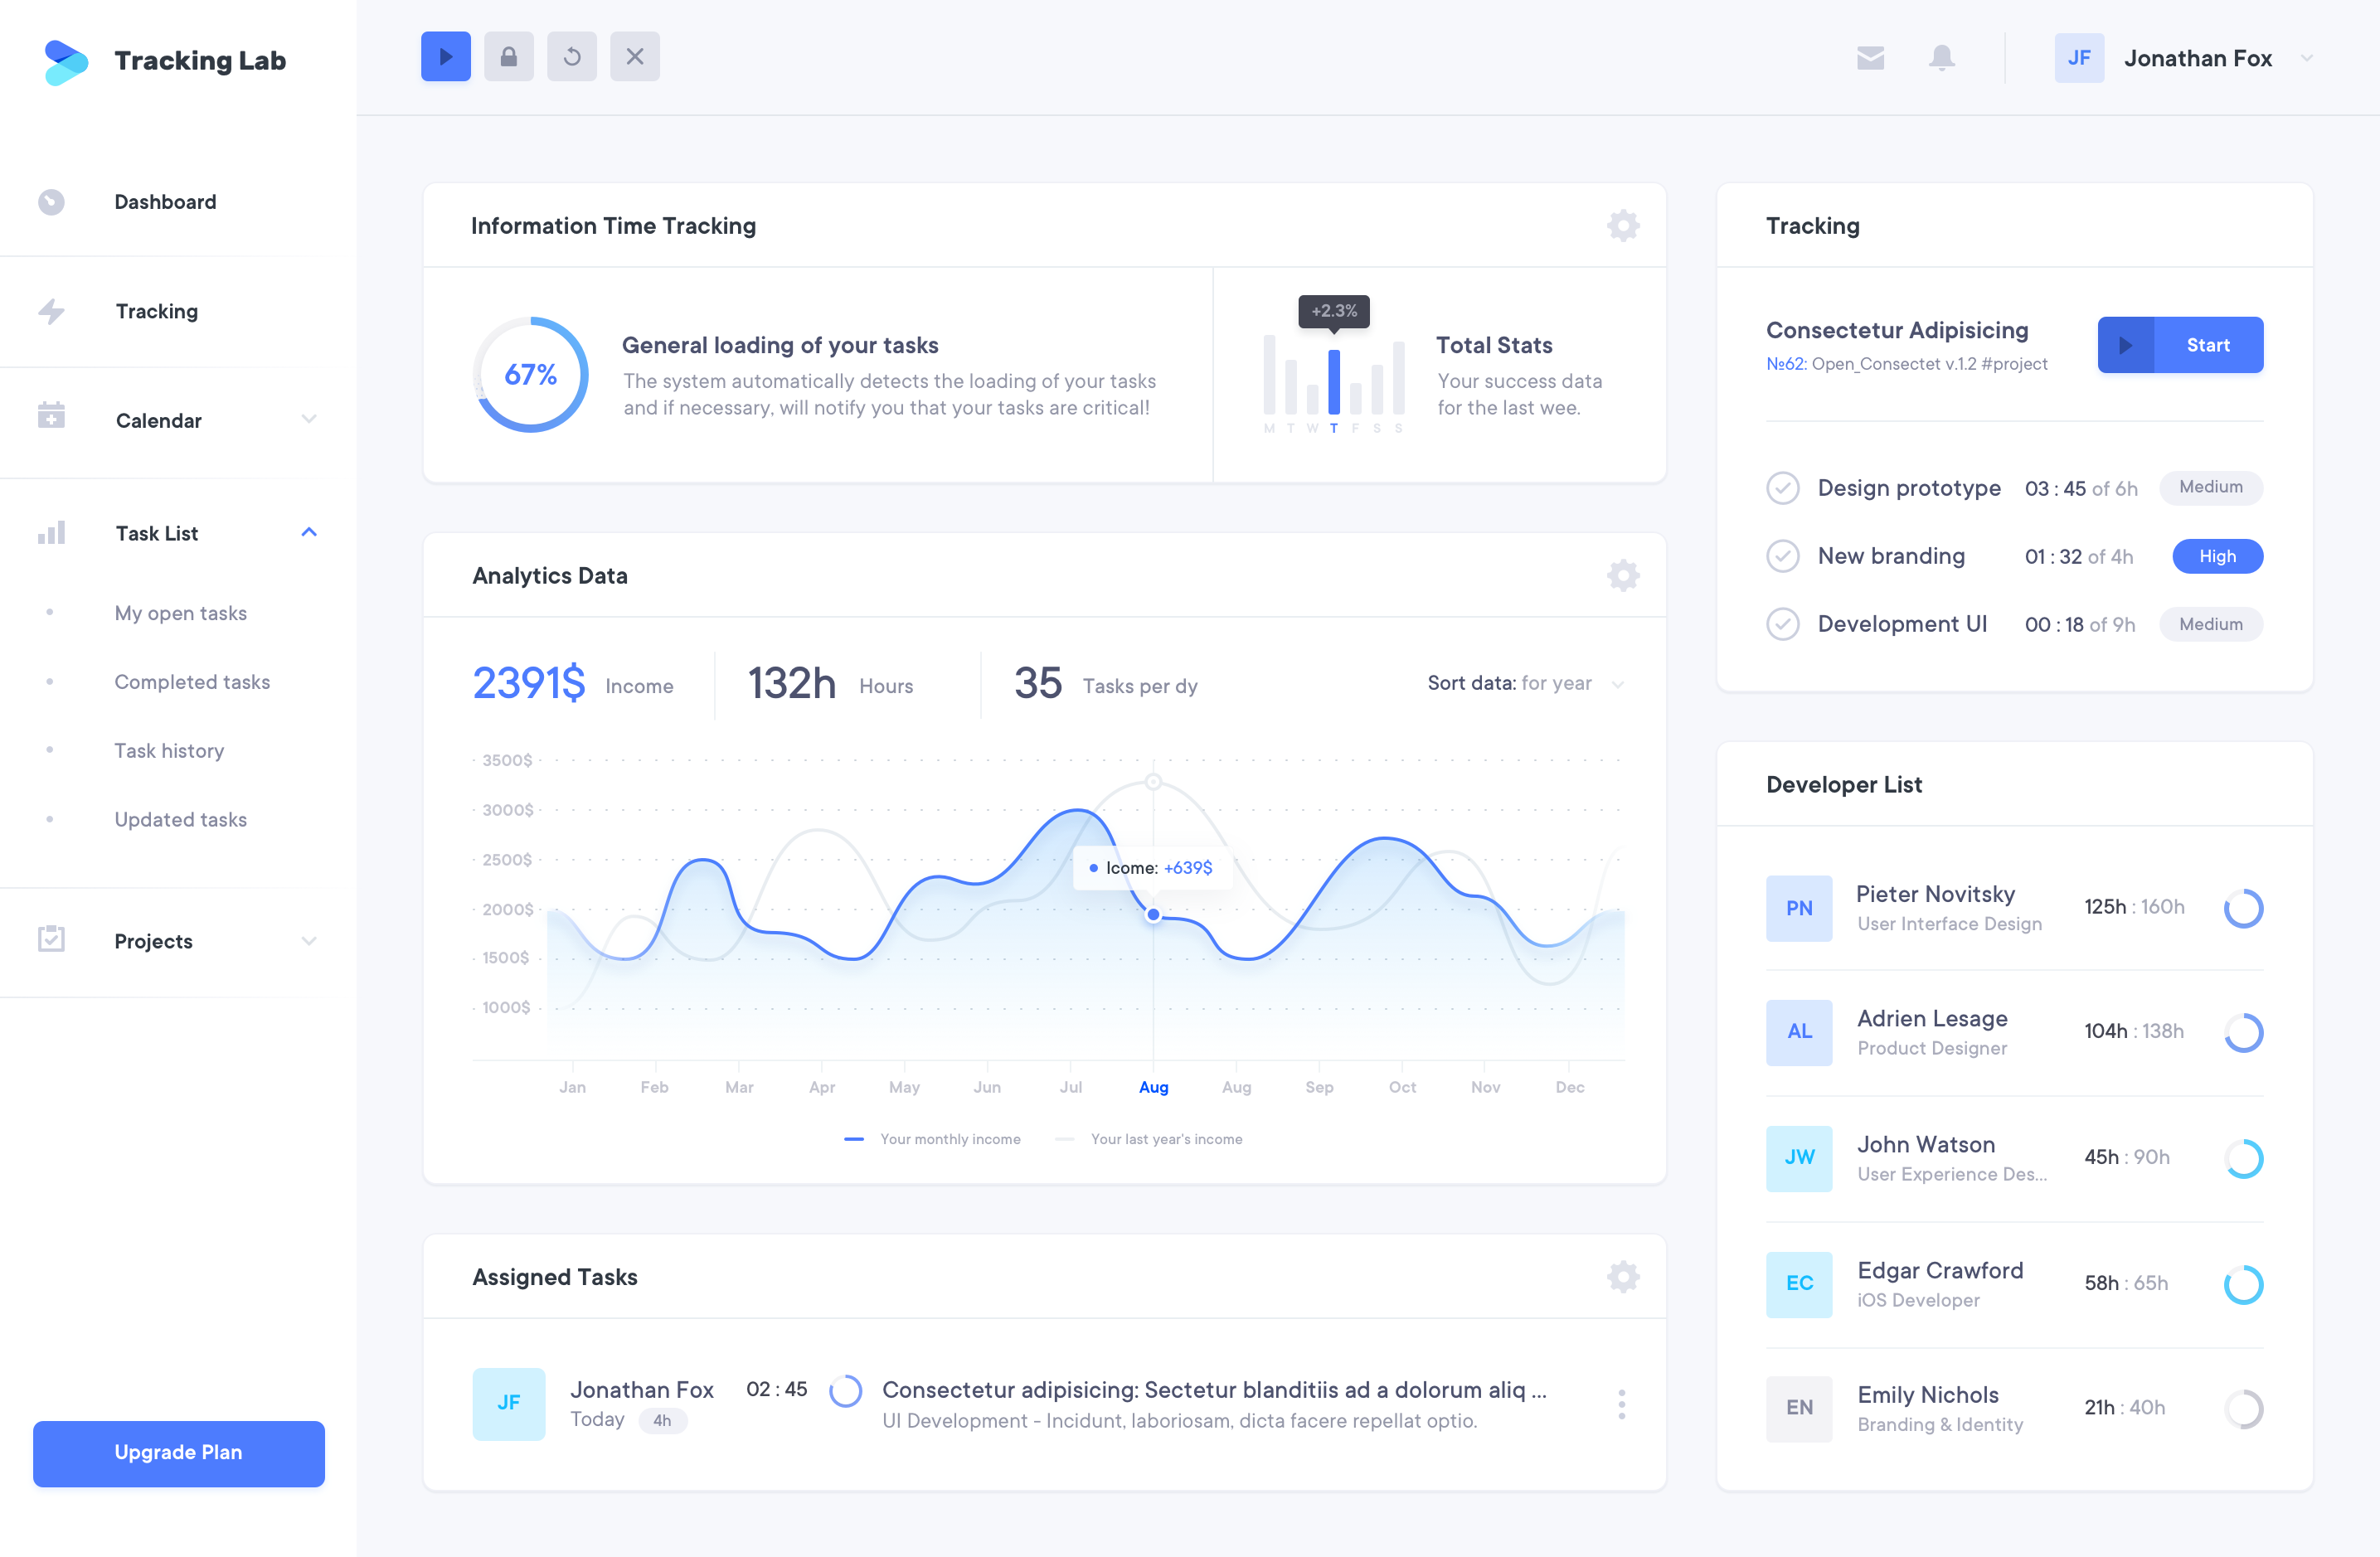 Tracking Lab
Dashboard
Tracking
Calendar
Task List
My open tasks
Completed tasks
Task history
Updated tasks
Projects
Upgrade Plan
JF Jonathan Fox
Information Time Tracking
67%
General loading of your tasks
The system automatically detects the loading of your tasks
and if necessary, will notify you that your tasks are critical!
+2.3%
M T W T F S S
Total Stats
Your success data
for the last wee.
Analytics Data
2391$ Income
132h Hours
35 Tasks per dy
Sort data: for year
3500$
3000$
2500$
2000$
1500$
1000$
Icome: +639$
Jan Feb Mar Apr May Jun Jul Aug Aug Sep Oct Nov Dec
Your monthly income
Your last year's income
Assigned Tasks
JF
Jonathan Fox
Today 4h
02 : 45
Consectetur adipisicing: Sectetur blanditiis ad a dolorum aliq ...
UI Development - Incidunt, laboriosam, dicta facere repellat optio.
Tracking
Consectetur Adipisicing
№62: Open_Consectet v.1.2 #project
Start
Design prototype 03 : 45 of 6h Medium
New branding 01 : 32 of 4h High
Development UI 00 : 18 of 9h Medium
Developer List
PN
Pieter Novitsky
User Interface Design
125h : 160h
AL
Adrien Lesage
Product Designer
104h : 138h
JW
John Watson
User Experience Des...
45h : 90h
EC
Edgar Crawford
iOS Developer
58h : 65h
EN
Emily Nichols
Branding & Identity
21h : 40h